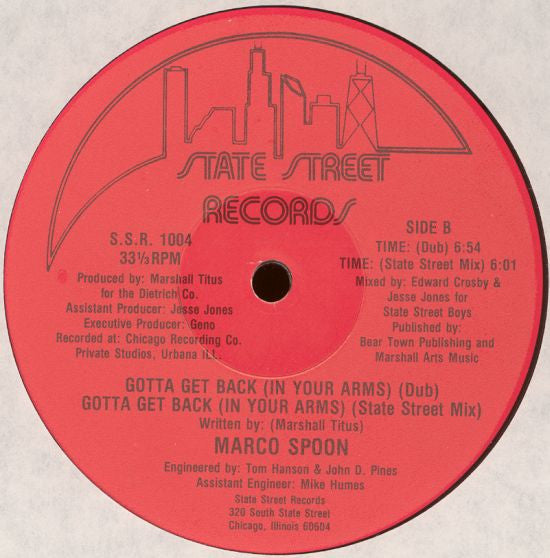 STATE STREET
RECORDS
S.S.R. 1004
33⅓ RPM
Produced by: Marshall Titus
for the Dietrich Co.
Assistant Producer: Jesse Jones
Executive Producer: Geno
Recorded at: Chicago Recording Co.
Private Studios, Urbana ILL.
SIDE B
TIME: (Dub) 6:54
TIME: (State Street Mix) 6:01
Mixed by: Edward Crosby &
Jesse Jones for
State Street Boys
Published by:
Bear Town Publishing and
Marshall Arts Music
GOTTA GET BACK (IN YOUR ARMS) (Dub)
GOTTA GET BACK (IN YOUR ARMS) (State Street Mix)
Written by: (Marshall Titus)
MARCO SPOON
Engineered by: Tom Hanson & John D. Pines
Assistant Engineer: Mike Humes
State Street Records
320 South State Street
Chicago, Illinois 60604